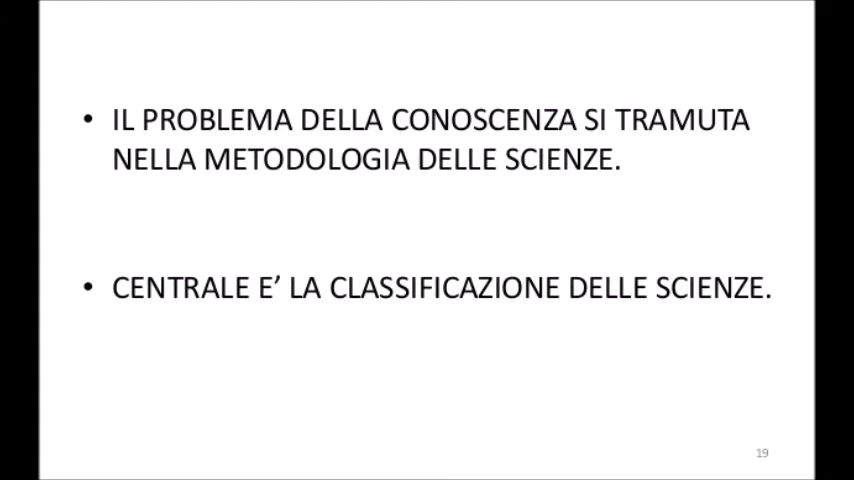 • IL PROBLEMA DELLA CONOSCENZA SI TRAMUTA
NELLA METODOLOGIA DELLE SCIENZE.
• CENTRALE E’ LA CLASSIFICAZIONE DELLE SCIENZE.
19